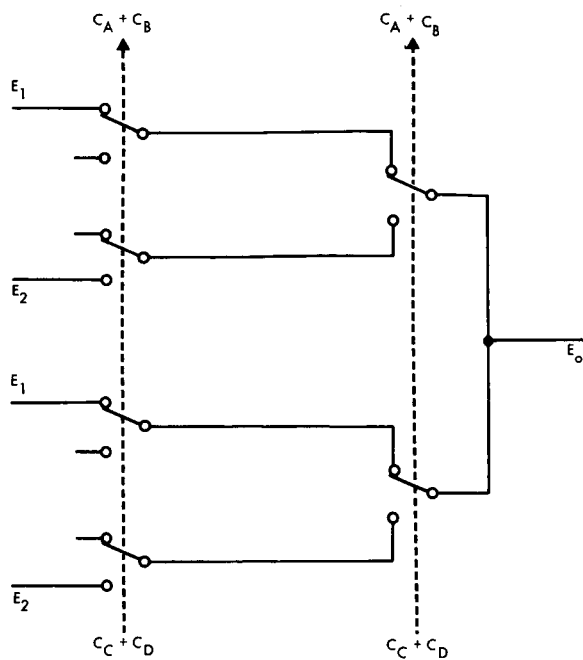 C_A + C_B C_A + C_B
E_1
E_2
E_o
E_1
E_2
C_C + C_D C_C + C_D